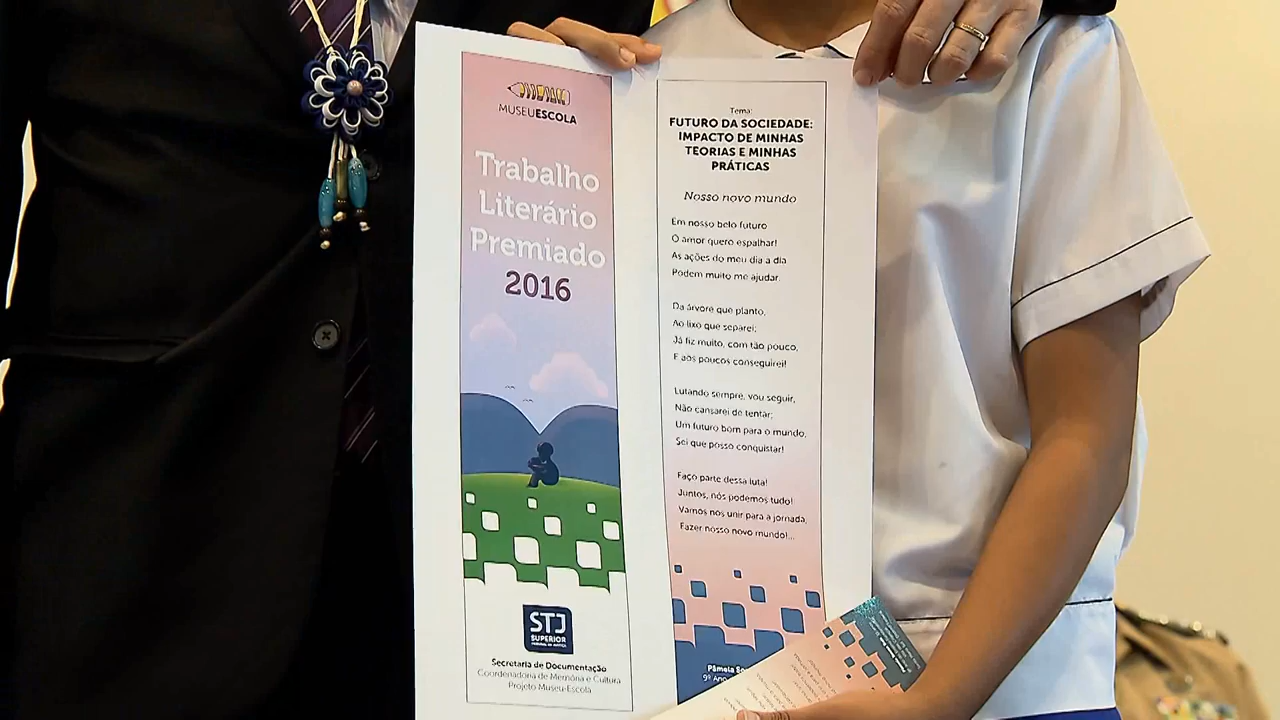 MUSEUESCOLA
Trabalho
Literário
Premiado
2016
STJ
SUPERIOR
TRIBUNAL DE JUSTIÇA
Secretaria de Documentação
Coordenadoria de Memória e Cultura
Projeto Museu-Escola
Tema:
FUTURO DA SOCIEDADE:
IMPACTO DE MINHAS
TEORIAS E MINHAS
PRÁTICAS
Nosso novo mundo
Em nosso belo futuro
O amor quero espalhar!
As ações do meu dia a dia
Podem muito me ajudar.
Da árvore que planto,
Ao lixo que separei;
Já fiz muito, com tão pouco,
E aos poucos conseguirei!
Lutando sempre, vou seguir,
Não cansarei de tentar;
Um futuro bom para o mundo,
Sei que posso conquistar!
Faço parte dessa luta!
Juntos, nós podemos tudo!
Vamos nos unir para a jornada,
Fazer nosso novo mundo!...
Pâmela
9º